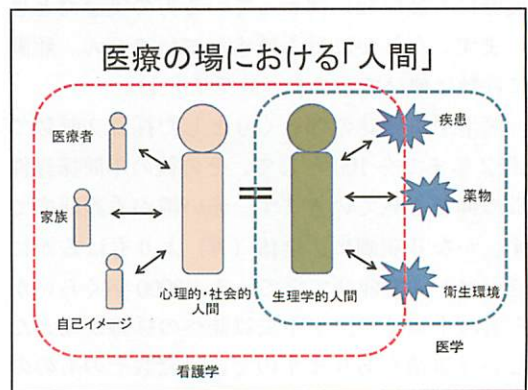 医療の場における「人間」
医療者
家族
自己イメージ
心理的・社会的
人間
=
生理学的人間
疾患
薬物
衛生環境
看護学
医学